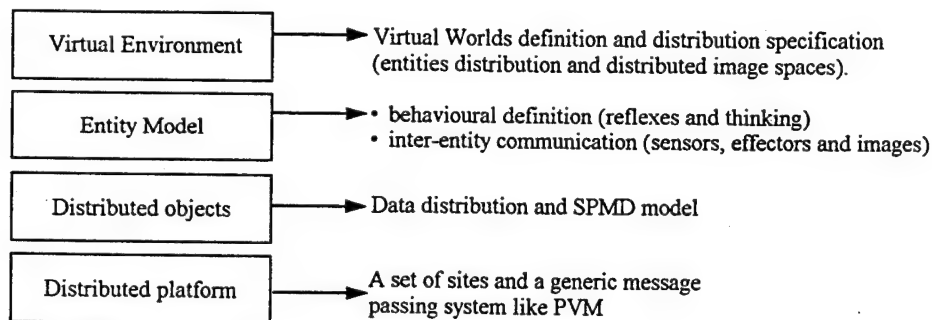 Virtual Environment
Virtual Worlds definition and distribution specification
(entities distribution and distributed image spaces).
Entity Model
• behavioural definition (reflexes and thinking)
• inter-entity communication (sensors, effectors and images)
Distributed objects
Data distribution and SPMD model
Distributed platform
A set of sites and a generic message
passing system like PVM